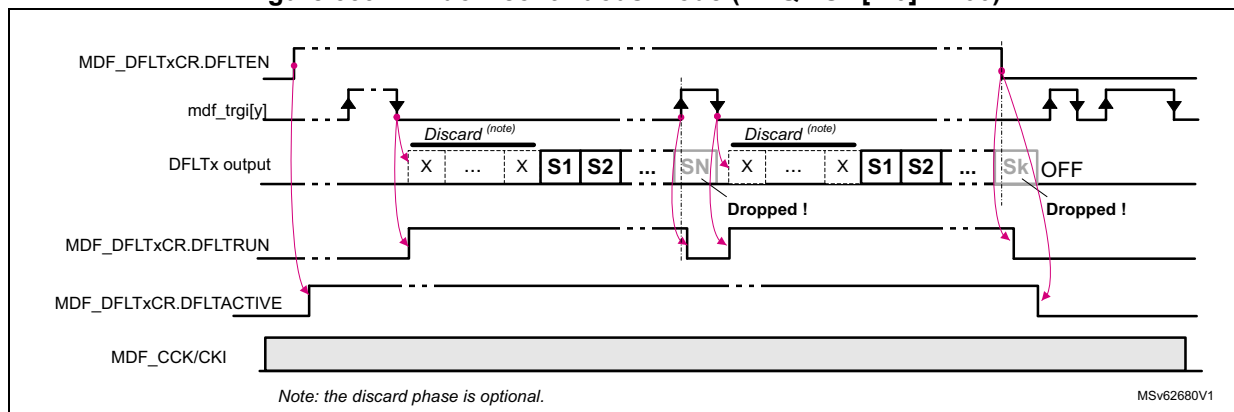 MDF_DFLTxCR.DFLTEN
mdf_trgi[y]
Discard (note)
Discard (note)
DFLTx output
X ... X S1 S2 ... SN X ... X S1 S2 ... Sk OFF
Dropped !
Dropped !
MDF_DFLTxCR.DFLTRUN
MDF_DFLTxCR.DFLTACTIVE
MDF_CCK/CKI
Note: the discard phase is optional.
MSv62680V1